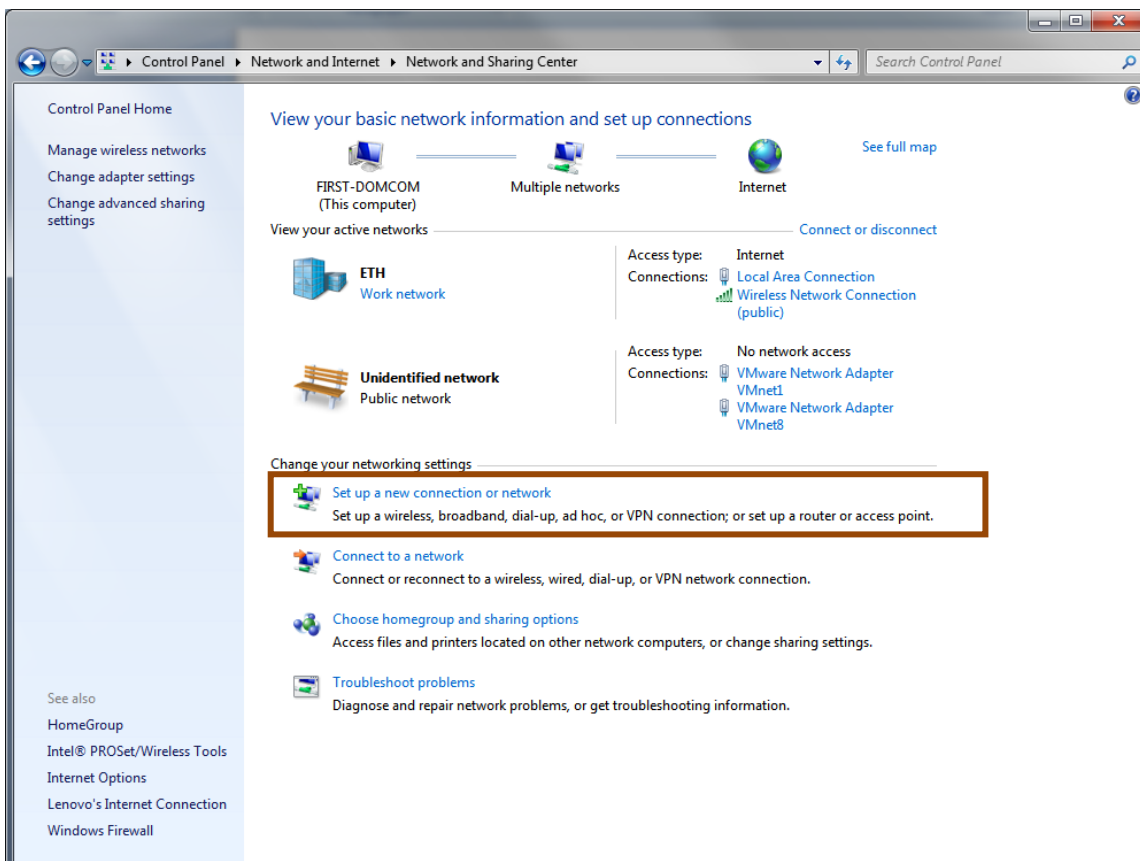 Control Panel Network and Internet Network and Sharing Center
Search Control Panel
Control Panel Home
Manage wireless networks
Change adapter settings
Change advanced sharing
settings
See also
HomeGroup
Intel® PROSet/Wireless Tools
Internet Options
Lenovo's Internet Connection
Windows Firewall
View your basic network information and set up connections
See full map
FIRST-DOMCOM
(This computer)
Multiple networks
Internet
View your active networks
Connect or disconnect
ETH
Work network
Access type: Internet
Connections: Local Area Connection
Wireless Network Connection
(public)
Unidentified network
Public network
Access type: No network access
Connections: VMware Network Adapter
VMnet1
VMware Network Adapter
VMnet8
Change your networking settings
Set up a new connection or network
Set up a wireless, broadband, dial-up, ad hoc, or VPN connection; or set up a router or access point.
Connect to a network
Connect or reconnect to a wireless, wired, dial-up, or VPN network connection.
Choose homegroup and sharing options
Access files and printers located on other network computers, or change sharing settings.
Troubleshoot problems
Diagnose and repair network problems, or get troubleshooting information.